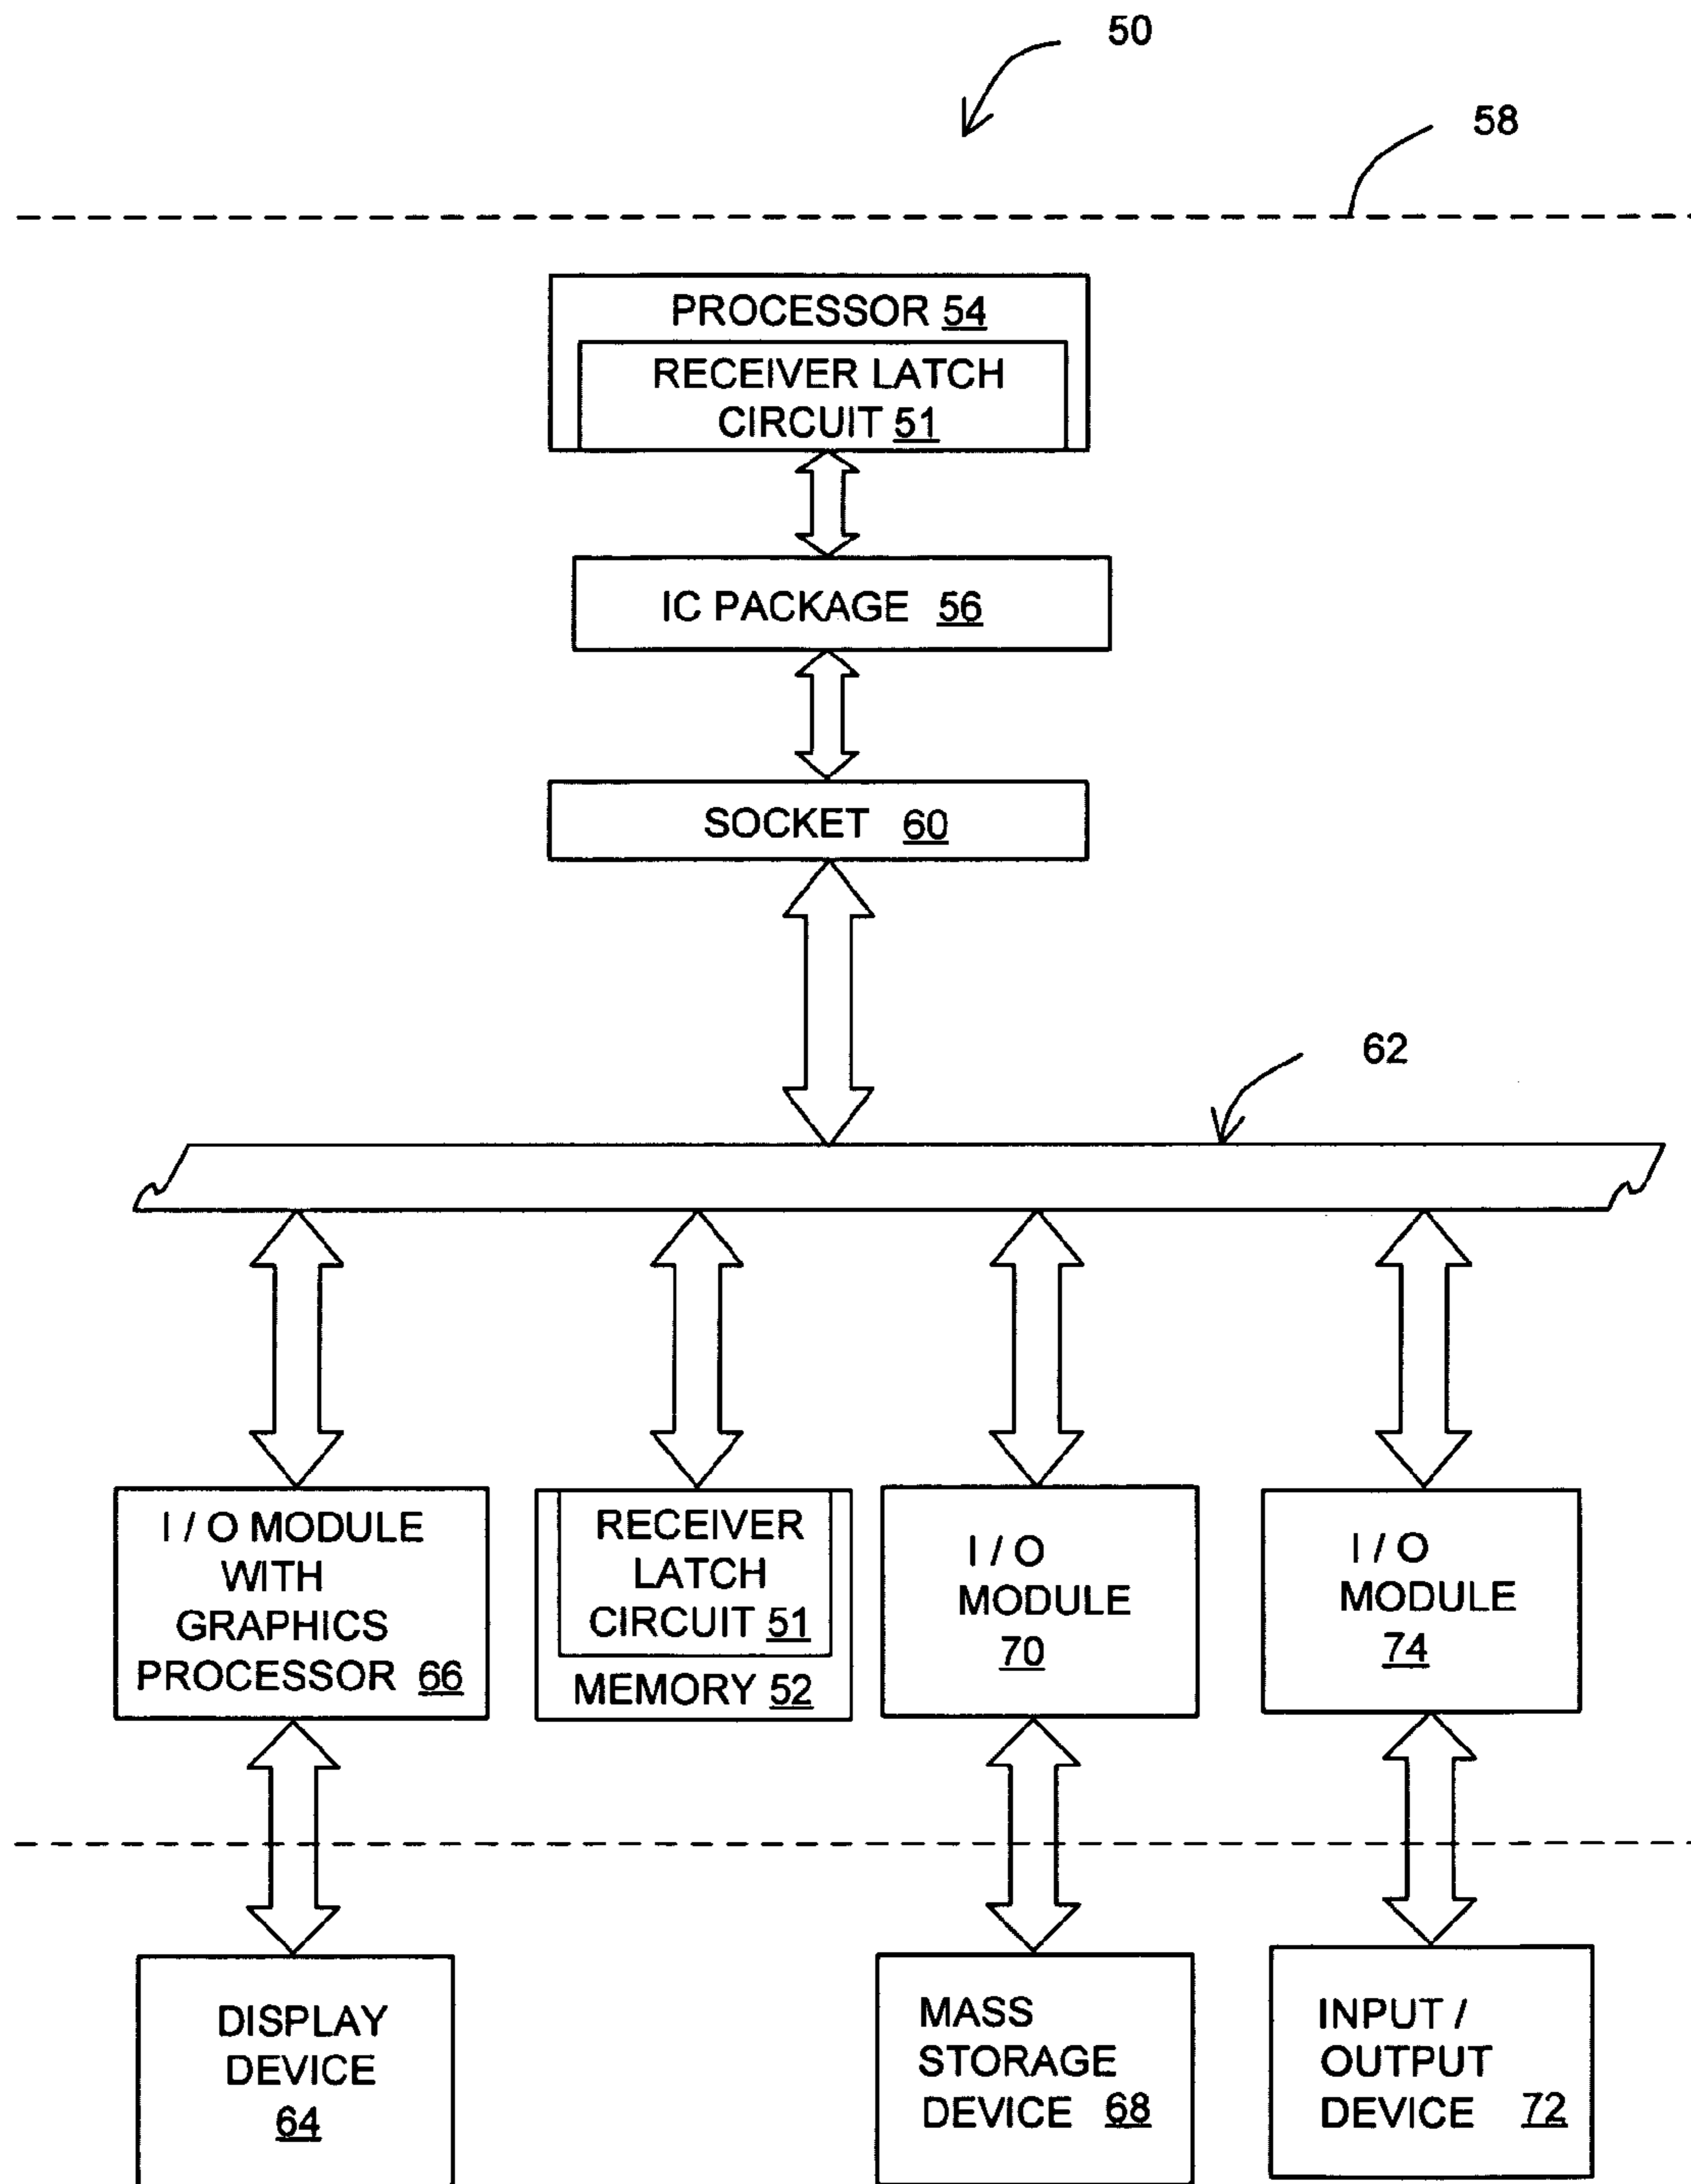 50
58
PROCESSOR 54
RECEIVER LATCH
CIRCUIT 51
IC PACKAGE 56
SOCKET 60
62
I / O MODULE
WITH
GRAPHICS
PROCESSOR 66
RECEIVER
LATCH
CIRCUIT 51
MEMORY 52
I / O
MODULE
70
I / O
MODULE
74
DISPLAY
DEVICE
64
MASS
STORAGE
DEVICE 68
INPUT /
OUTPUT
DEVICE 72